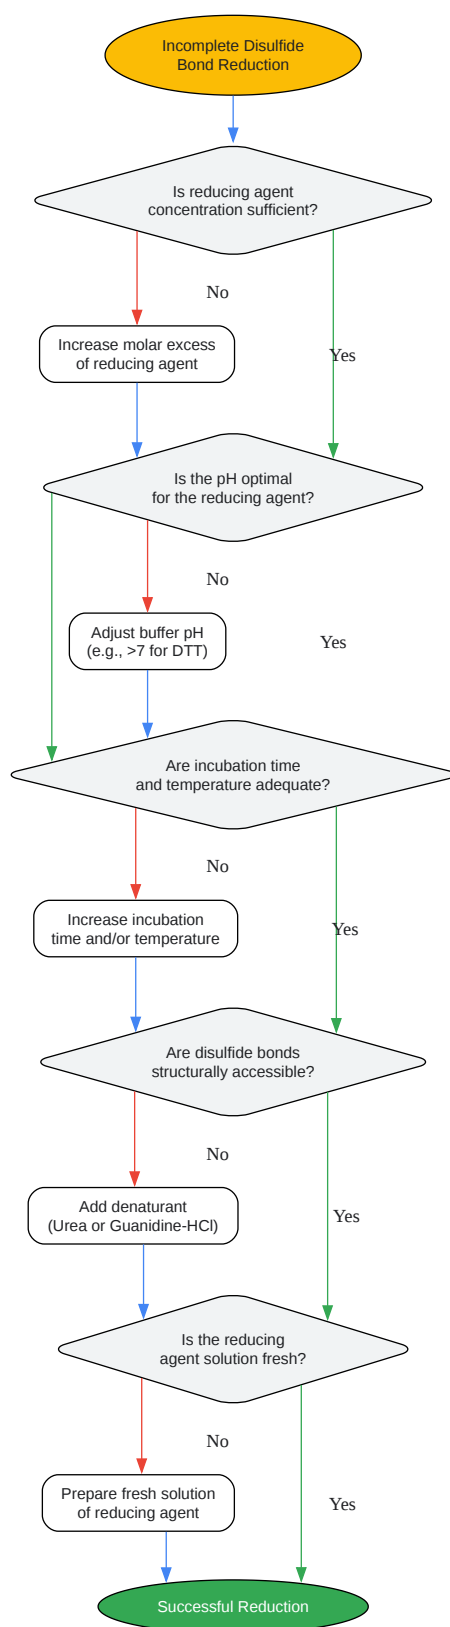 Incomplete Disulfide
Bond Reduction
Is reducing agent
concentration sufficient?
No
Increase molar excess
of reducing agent
Yes
Is the pH optimal
for the reducing agent?
No
Adjust buffer pH
(e.g., >7 for DTT)
Yes
Are incubation time
and temperature adequate?
No
Increase incubation
time and/or temperature
Yes
Are disulfide bonds
structurally accessible?
No
Add denaturant
(Urea or Guanidine-HCl)
Yes
Is the reducing
agent solution fresh?
No
Prepare fresh solution
of reducing agent
Yes
Successful Reduction